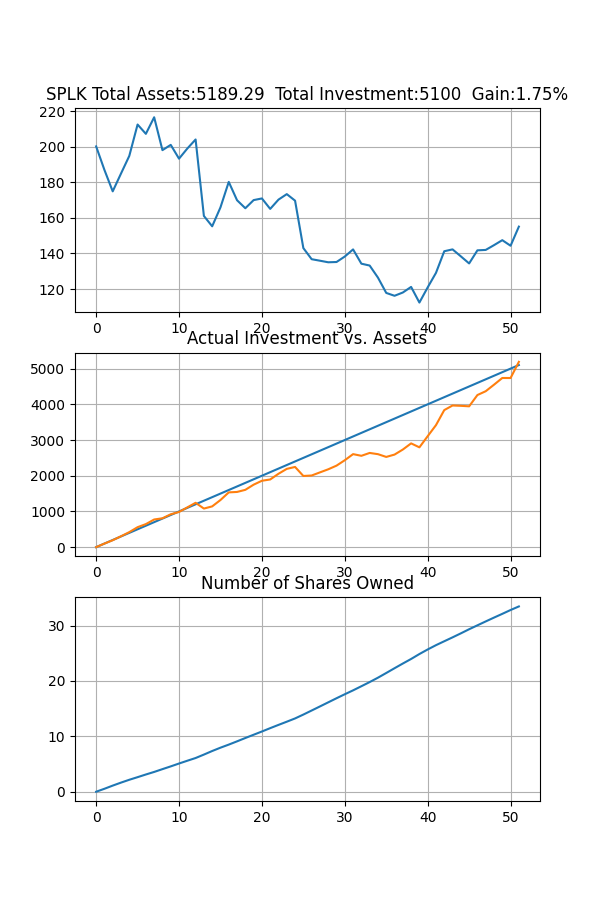 SPLK Total Assets:5189.29  Total Investment:5100  Gain:1.75%
220
200
180
160
140
120
0 10 20 30 40 50
Actual Investment vs. Assets
5000
4000
3000
2000
1000
0
0 10 20 30 40 50
Number of Shares Owned
30
20
10
0
0 10 20 30 40 50